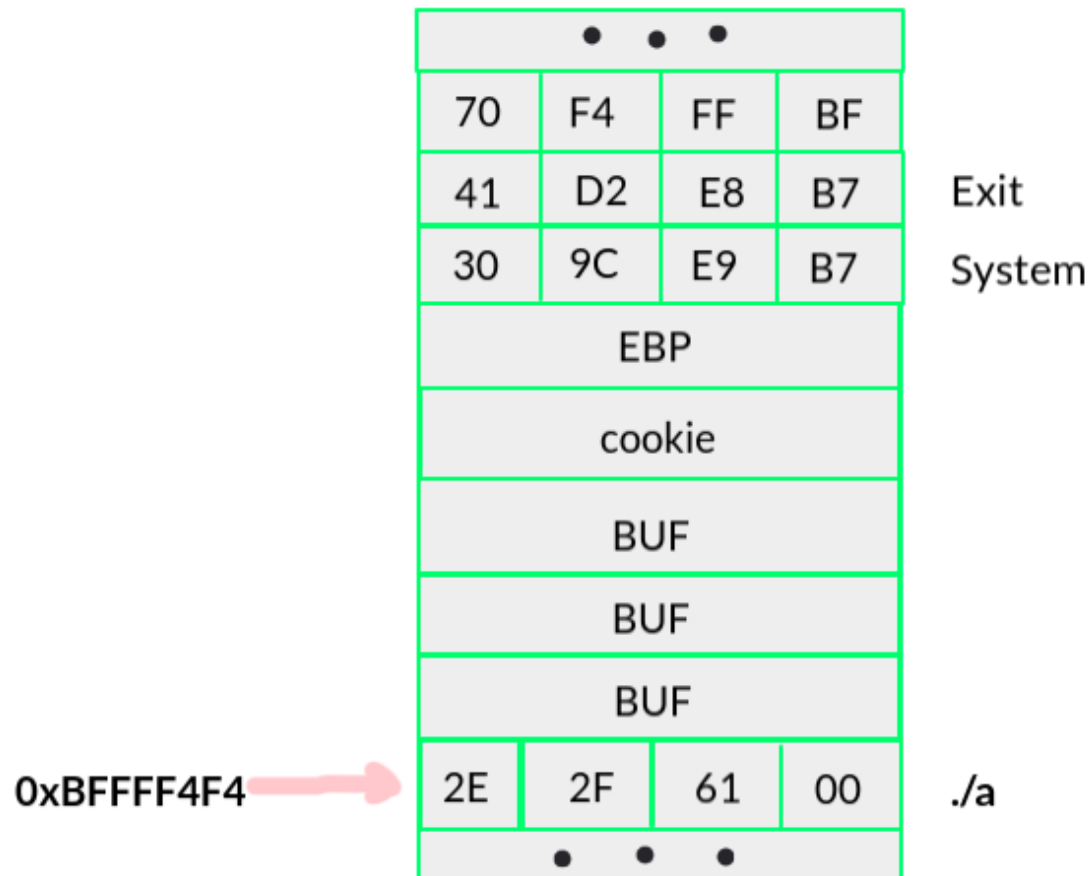 70 F4 FF BF
41 D2 E8 B7 Exit
30 9C E9 B7 System
EBP
cookie
BUF
BUF
BUF
0xBFFFF4F4 2E 2F 61 00 ./a